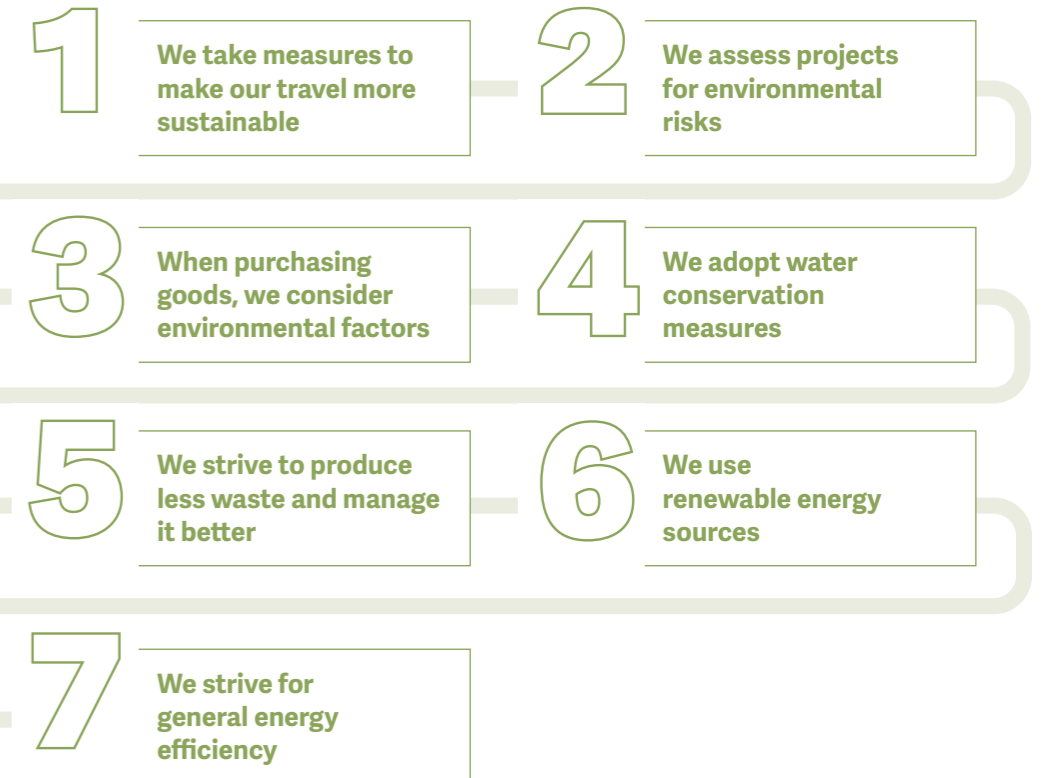 1
We take measures to
make our travel more
sustainable
2
We assess projects
for environmental
risks
3
When purchasing
goods, we consider
environmental factors
4
We adopt water
conservation
measures
5
We strive to produce
less waste and manage
it better
6
We use
renewable energy
sources
7
We strive for
general energy
efficiency